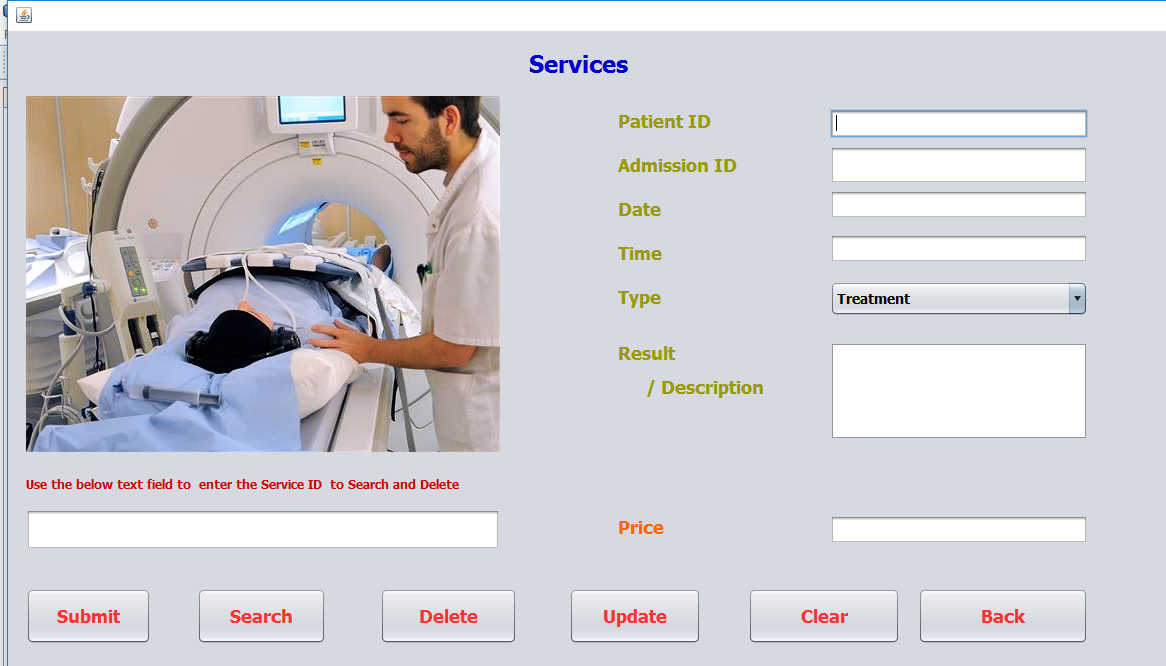 Services
Patient ID
Admission ID
Date
Time
Type
Treatment
Result
/ Description
Use the below text field to enter the Service ID to Search and Delete
Price
Submit
Search
Delete
Update
Clear
Back